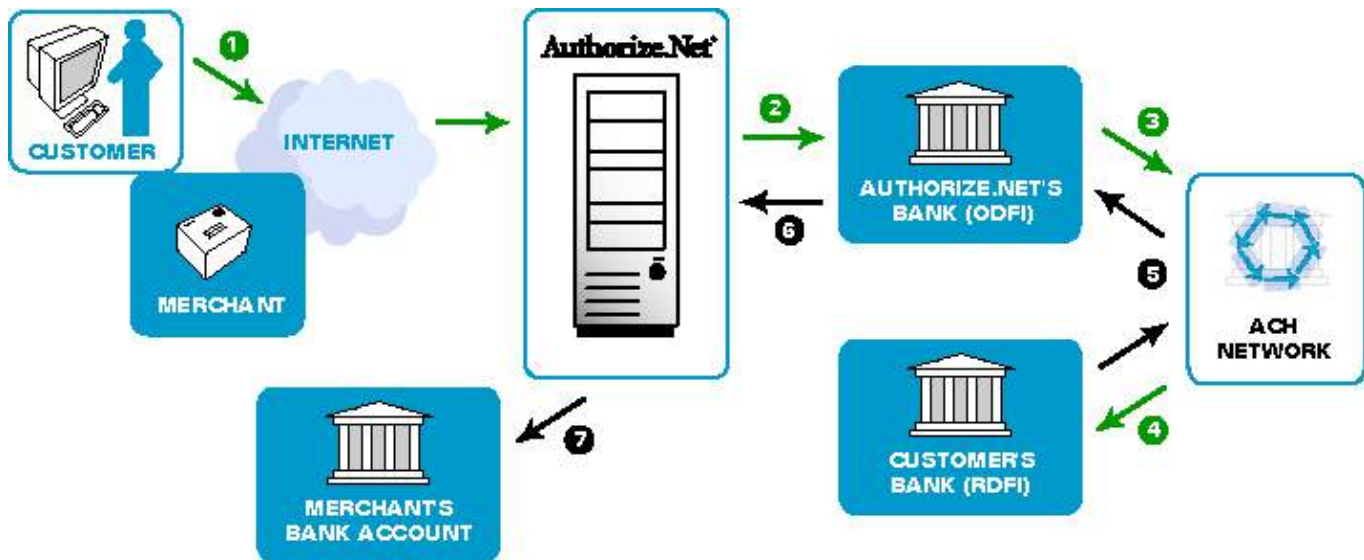 CUSTOMER
1
INTERNET
MERCHANT
Authorize.Net
2
AUTHORIZE.NET'S
BANK (ODFI)
3
ACH
NETWORK
4
CUSTOMER'S
BANK (RDFI)
5
6
7
MERCHANT'S
BANK ACCOUNT